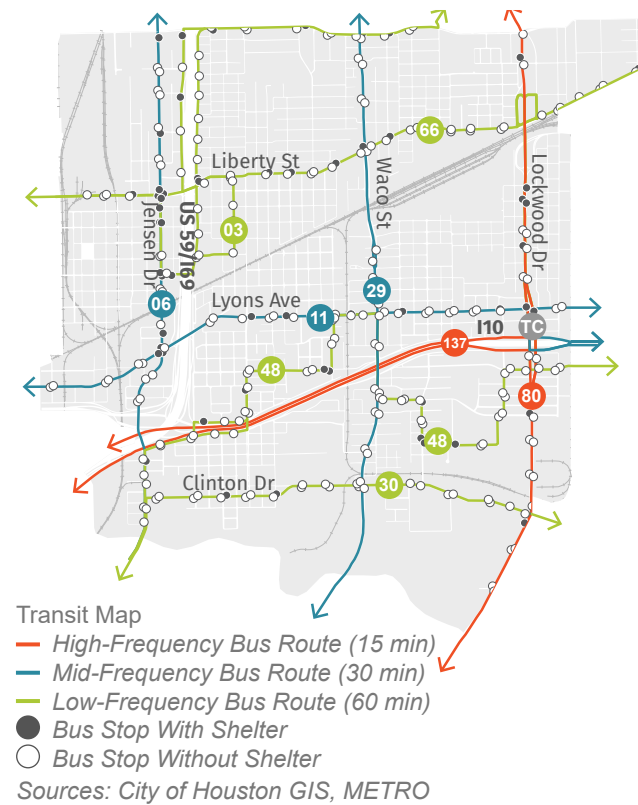 66
Liberty St
Waco St
Lockwood Dr
Jensen Dr
US 59/I69
03
06
29
Lyons Ave
11
I10
TC
137
48
80
48
Clinton Dr
30
Transit Map
High-Frequency Bus Route (15 min)
Mid-Frequency Bus Route (30 min)
Low-Frequency Bus Route (60 min)
Bus Stop With Shelter
Bus Stop Without Shelter
Sources: City of Houston GIS, METRO